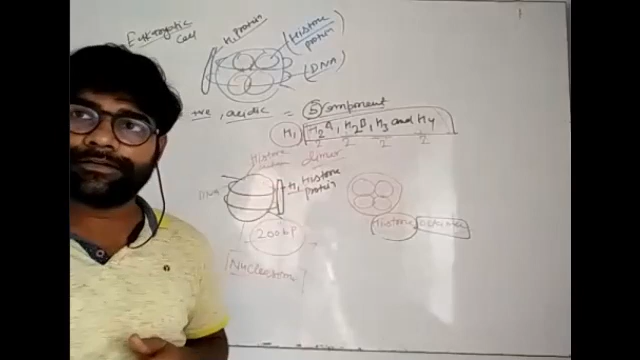 Eukaryotic
cell
H1 protein
(Histone
protein)
(DNA)
+ve, acidic = 5 component
H1 H2A, H2B, H3 and H4
2 2 2 2
Histone dimer
DNA
H1 Histone
protein
200 bp
Histone octamer
Nucleosome